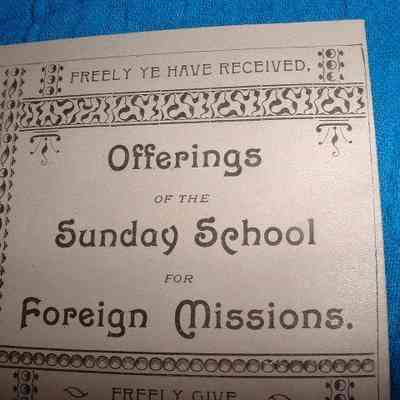 FREELY YE HAVE RECEIVED,
Offerings
OF THE
Sunday School
FOR
Foreign Missions.
FREELY GIVE